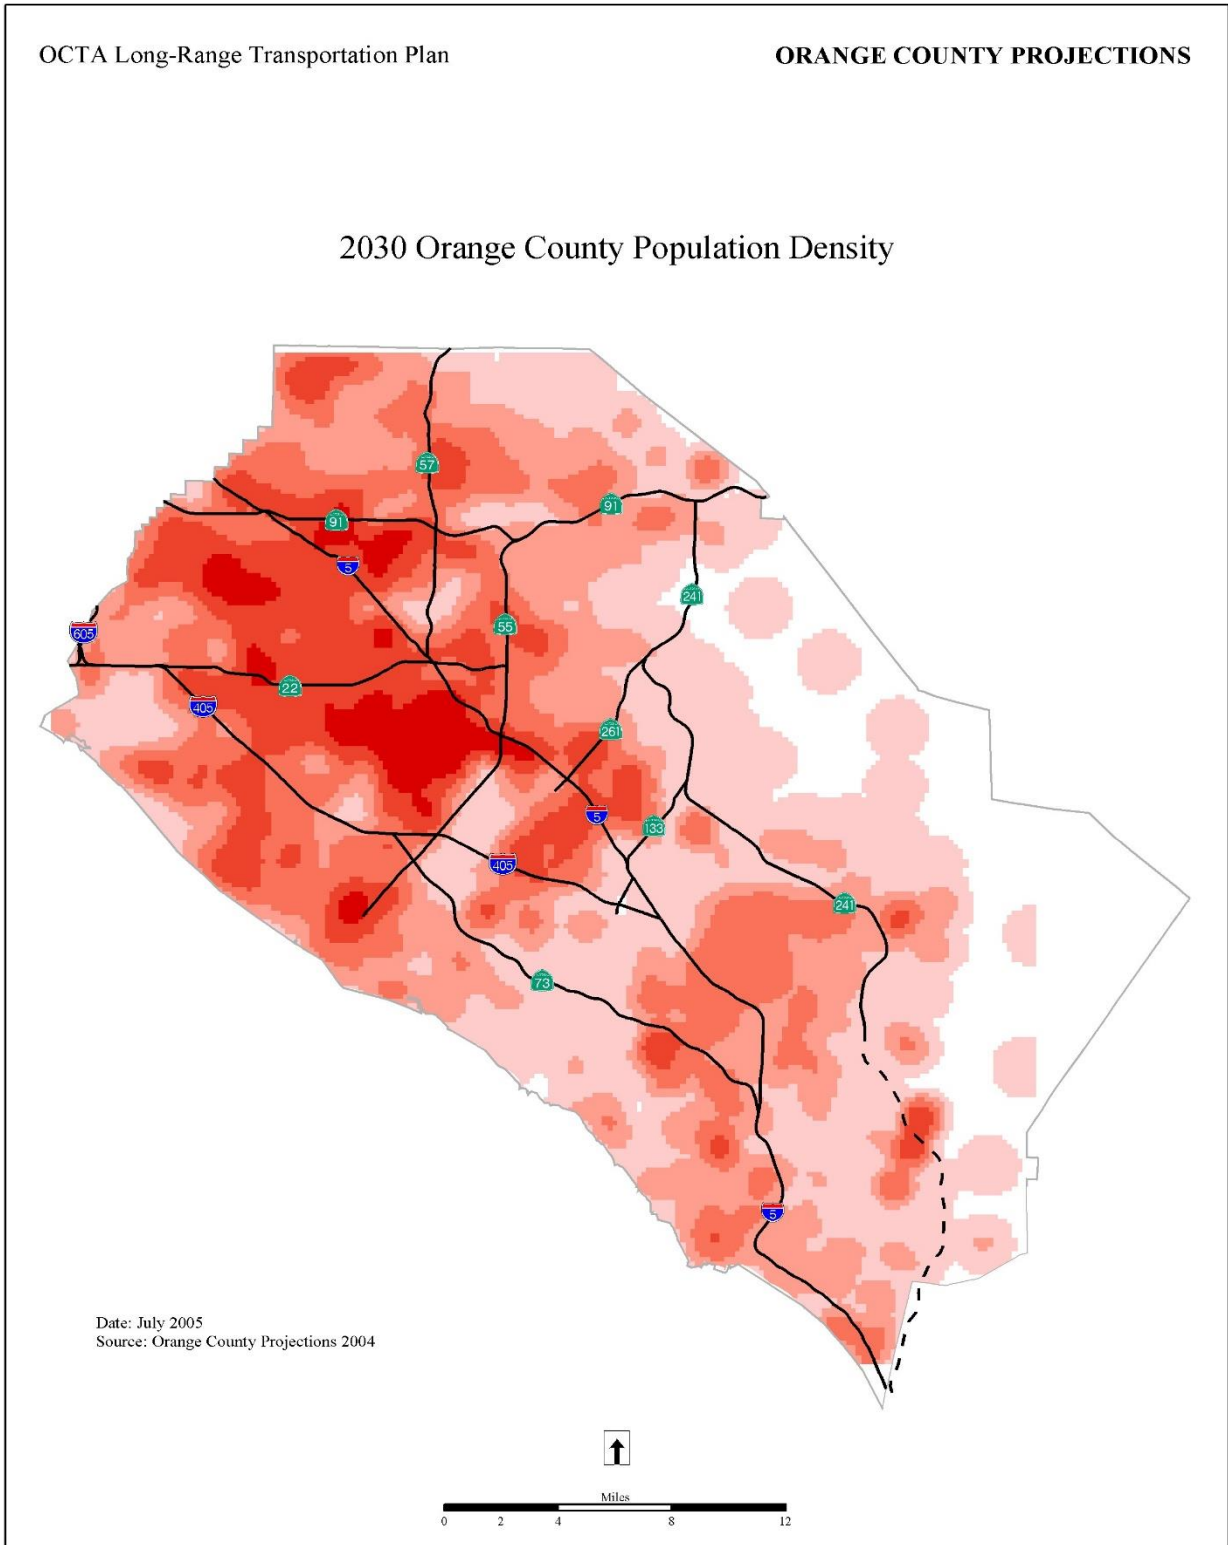 OCTA Long-Range Transportation Plan
ORANGE COUNTY PROJECTIONS
2030 Orange County Population Density
57
91
91
5
241
55
605
22
405
261
5
133
405
241
73
5
Date: July 2005
Source: Orange County Projections 2004
Miles
0 2 4 8 12